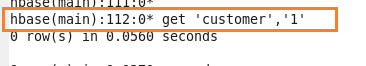 hbase(main):111:0*
hbase(main):112:0* get 'customer','1'
0 row(s) in 0.0560 seconds